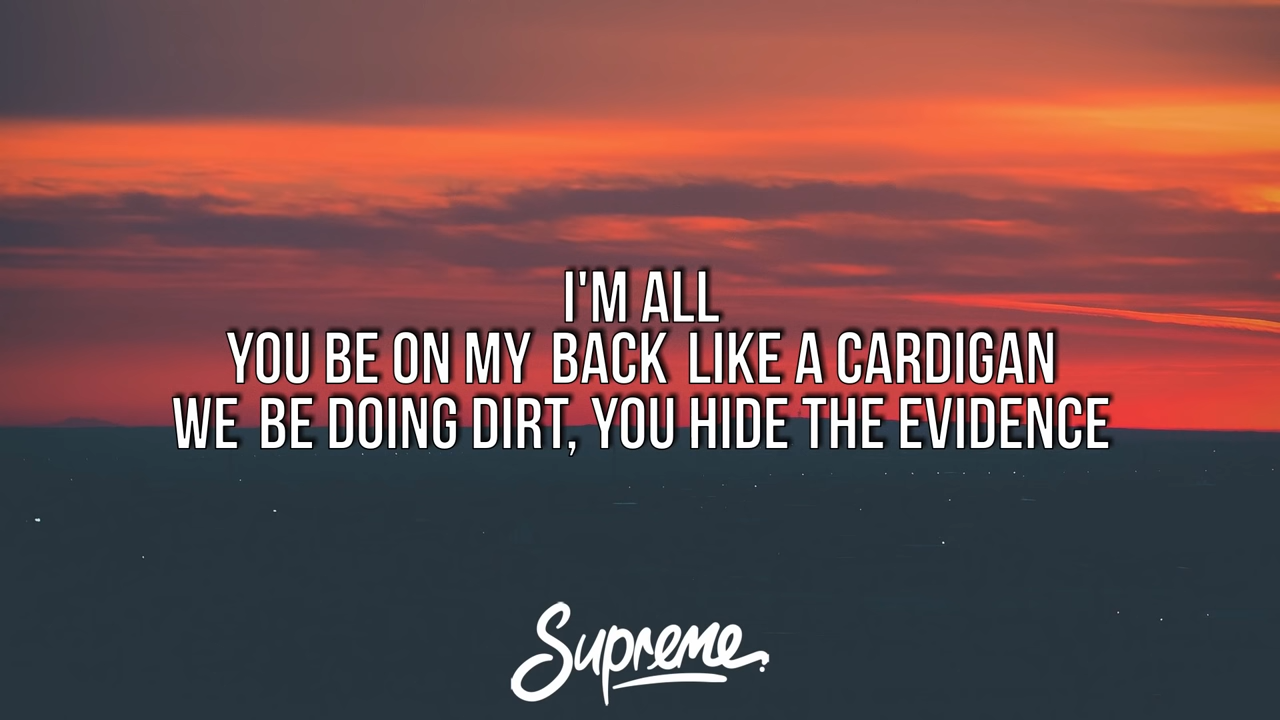 I'M ALL
YOU BE ON MY BACK LIKE A CARDIGAN
WE BE DOING DIRT, YOU HIDE THE EVIDENCE
Supreme